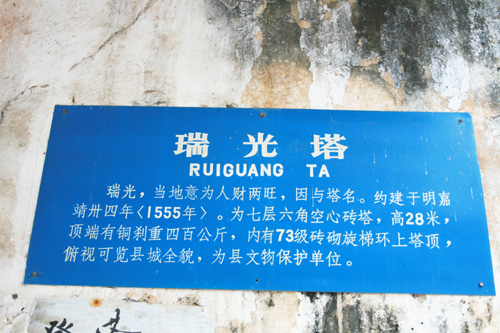 瑞光塔
RUIGUANG TA
瑞光，当地意为人财两旺，因与塔名。约建于明嘉
靖卅四年〈1555年〉。为七层六角空心砖塔，高28米，
顶端有铜刹重四百公斤，内有73级砖砌旋梯环上塔顶，
俯视可览县城全貌，为县文物保护单位。